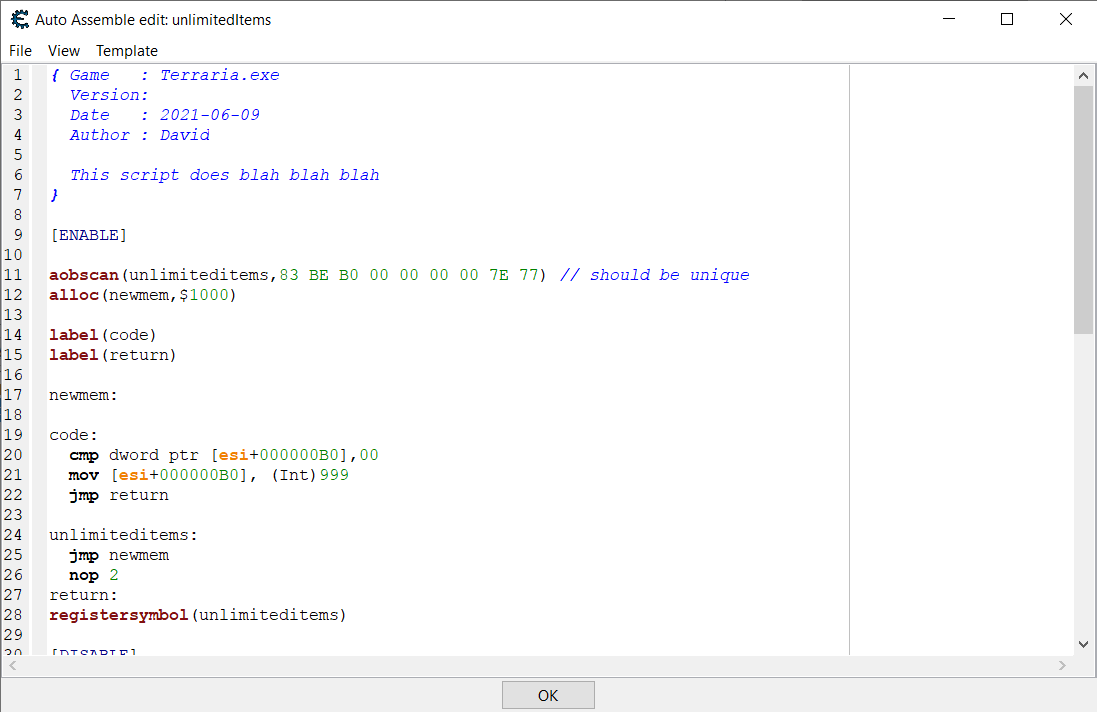 Auto Assemble edit: unlimitedItems
File View Template
1 { Game   : Terraria.exe
2   Version:
3   Date   : 2021-06-09
4   Author : David
5
6   This script does blah blah blah
7 }
8
9 [ENABLE]
10
11 aobscan(unlimiteditems,83 BE B0 00 00 00 00 7E 77) // should be unique
12 alloc(newmem,$1000)
13
14 label(code)
15 label(return)
16
17 newmem:
18
19 code:
20   cmp dword ptr [esi+000000B0],00
21   mov [esi+000000B0], (Int)999
22   jmp return
23
24 unlimiteditems:
25   jmp newmem
26   nop 2
27 return:
28 registersymbol(unlimiteditems)
29
30 [DISABLE]
OK